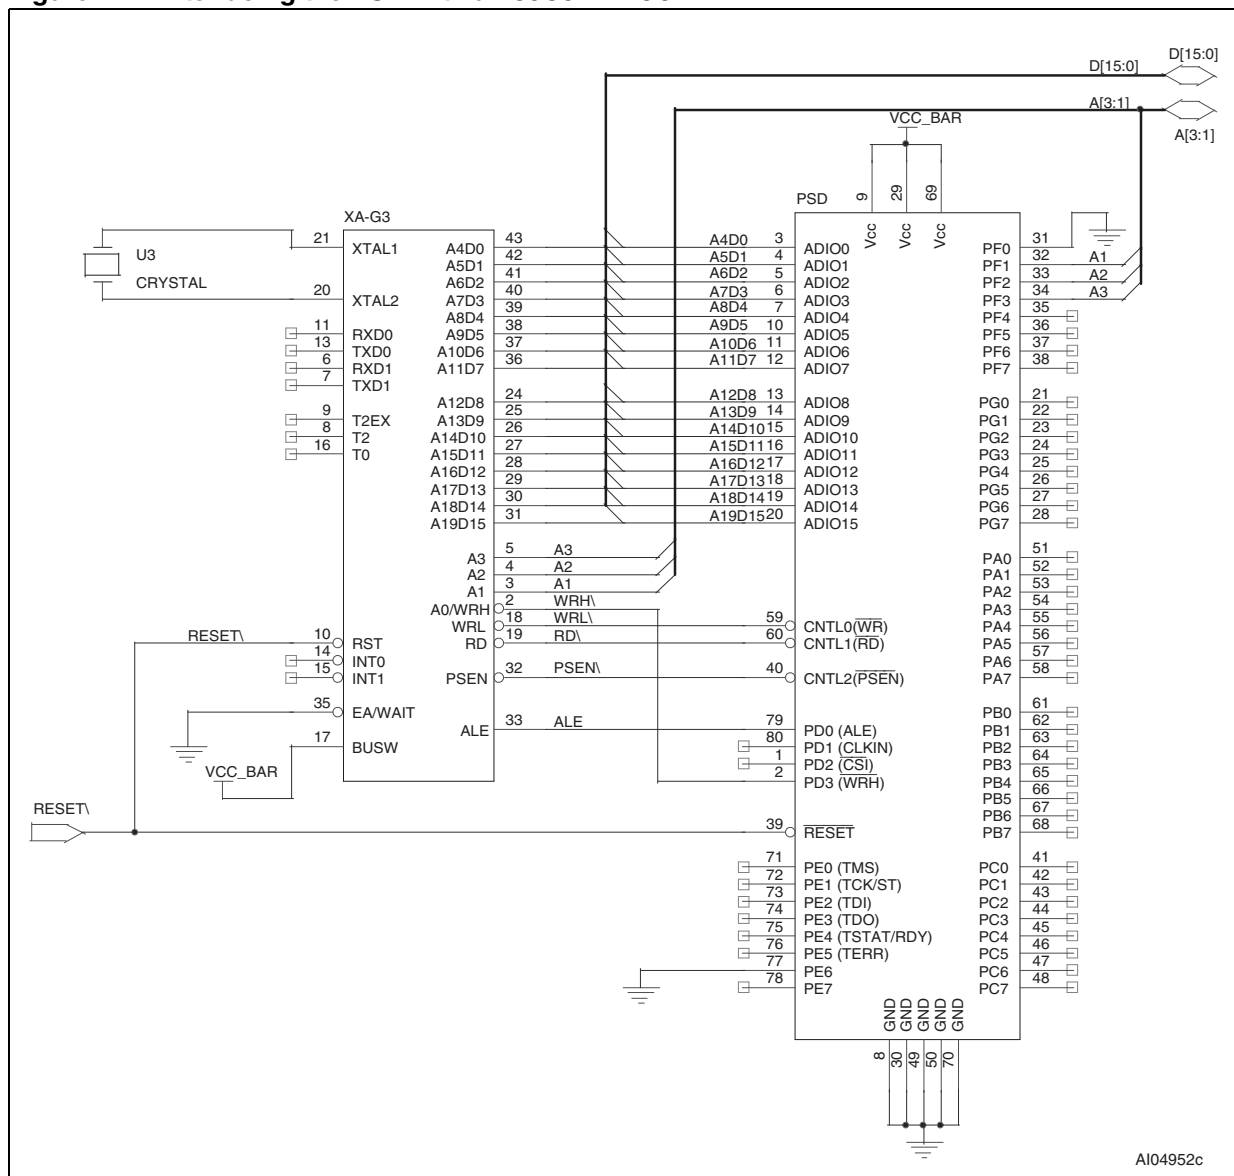 D[15:0]
D[15:0]
A[3:1]
A[3:1]
VCC_BAR
9
29
69
PSD
Vcc
Vcc
Vcc
XA-G3
U3
CRYSTAL
21 XTAL1
20 XTAL2
11 RXD0
13 TXD0
6 RXD1
7 TXD1
9 T2EX
8 T2
16 T0
RESET\ 10 RST
14 INT0
15 INT1
35 EA/WAIT
17 BUSW
VCC_BAR
RESET\
A4D0 43
A5D1 42
A6D2 41
A7D3 40
A8D4 39
A9D5 38
A10D6 37
A11D7 36
A12D8 24
A13D9 25
A14D10 26
A15D11 27
A16D12 28
A17D13 29
A18D14 30
A19D15 31
A3 5 A3
A2 4 A2
A1 3 A1
A0/WRH 2 WRH\
WRL 18 WRL\
RD 19 RD\
PSEN 32 PSEN\
ALE 33 ALE
A4D0 3 ADIO0
A5D1 4 ADIO1
A6D2 5 ADIO2
A7D3 6 ADIO3
A8D4 7 ADIO4
A9D5 10 ADIO5
A10D6 11 ADIO6
A11D7 12 ADIO7
A12D8 13 ADIO8
A13D9 14 ADIO9
A14D10 15 ADIO10
A15D11 16 ADIO11
A16D12 17 ADIO12
A17D13 18 ADIO13
A18D14 19 ADIO14
A19D15 20 ADIO15
59 CNTL0(WR)
60 CNTL1(RD)
40 CNTL2(PSEN)
79 PD0 (ALE)
80 PD1 (CLKIN)
1 PD2 (CSI)
2 PD3 (WRH)
39 RESET
71 PE0 (TMS)
72 PE1 (TCK/ST)
73 PE2 (TDI)
74 PE3 (TDO)
75 PE4 (TSTAT/RDY)
76 PE5 (TERR)
77 PE6
78 PE7
PF0 31
PF1 32 A1
PF2 33 A2
PF3 34 A3
PF4 35
PF5 36
PF6 37
PF7 38
PG0 21
PG1 22
PG2 23
PG3 24
PG4 25
PG5 26
PG6 27
PG7 28
PA0 51
PA1 52
PA2 53
PA3 54
PA4 55
PA5 56
PA6 57
PA7 58
PB0 61
PB1 62
PB2 63
PB3 64
PB4 65
PB5 66
PB6 67
PB7 68
PC0 41
PC1 42
PC2 43
PC3 44
PC4 45
PC5 46
PC6 47
PC7 48
GND
GND
GND
GND
GND
8
30
49
50
70
AI04952c